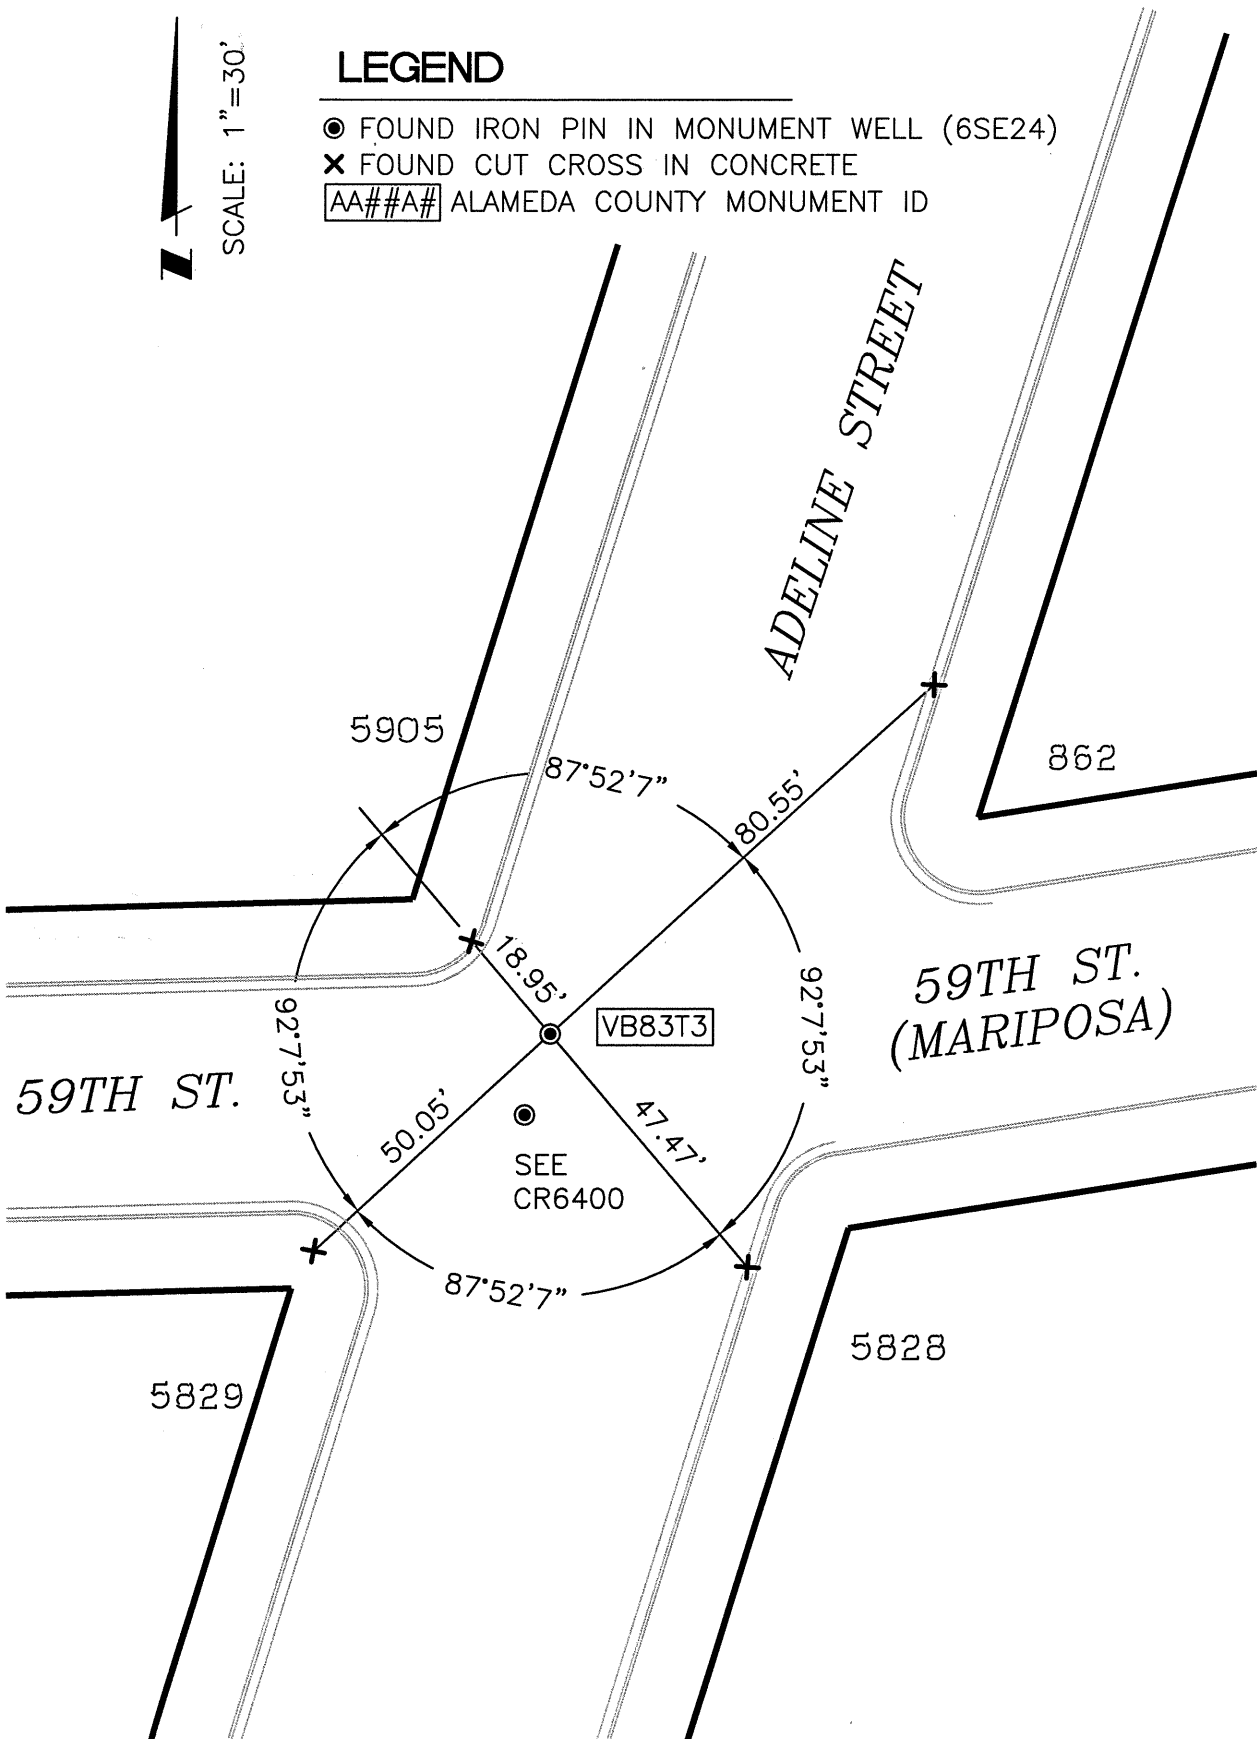 SCALE: 1"=30'
LEGEND
FOUND IRON PIN IN MONUMENT WELL (6SE24)
FOUND CUT CROSS IN CONCRETE
AA##A# ALAMEDA COUNTY MONUMENT ID
ADELINE STREET
5905
87°52'7"
80.55'
862
18.95'
VB83T3
92°7'53"
92°7'53"
59TH ST.
(MARIPOSA)
59TH ST.
50.05'
47.47'
SEE
CR6400
87°52'7"
5829
5828